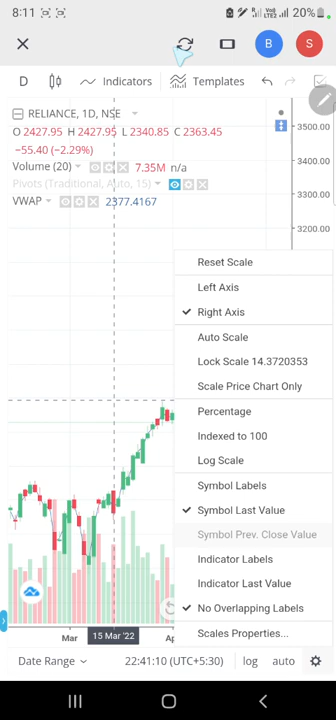 8:11 20%
B S
D Indicators Templates
RELIANCE, 1D, NSE
O 2427.95 H 2427.95 L 2340.85 C 2363.45
−55.40 (−2.29%)
Volume (20) 7.35M n/a
Pivots (Traditional, Auto, 15)
VWAP 2377.4167
3500.00
3400.00
3300.00
3200.00
Reset Scale
Left Axis
Right Axis
Auto Scale
Lock Scale 14.3720353
Scale Price Chart Only
Percentage
Indexed to 100
Log Scale
Symbol Labels
Symbol Last Value
Symbol Prev. Close Value
Indicator Labels
Indicator Last Value
No Overlapping Labels
Scales Properties...
Mar 15 Mar '22 Ap
Date Range 22:41:10 (UTC+5:30) log auto